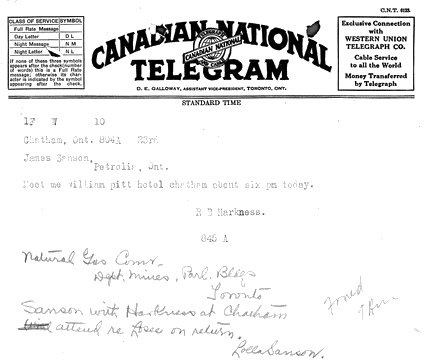 C.N.T. 6123.
CLASS OF SERVICE SYMBOL
Full Rate Message
Day Letter D L
Night Message N M
Night Letter N L
If none of these three symbols
appears after the check (number
of words) this is a Full Rate
message; otherwise its char-
acter is indicated by the symbol
appearing after the check.
CANADIAN NATIONAL
CANADIAN NATIONAL
TELEGRAM
D. E. GALLOWAY, ASSISTANT VICE-PRESIDENT, TORONTO, ONT.
Exclusive Connection
with
WESTERN UNION
TELEGRAPH CO.
Cable Service
to all the World
Money Transferred
by Telegraph
STANDARD TIME
1F W 10
Chatham, Ont. 804A 23rd
James Sanson,
Petrolia, Ont.
Meet me william pitt hotel chatham about six pm today.
R D Harkness.
845 A
Natural Gas Comr.
Dept. Mines, Parl. Bldgs
Toronto
Sanson with Harkness at Chatham
attend re on return.
Sanson.